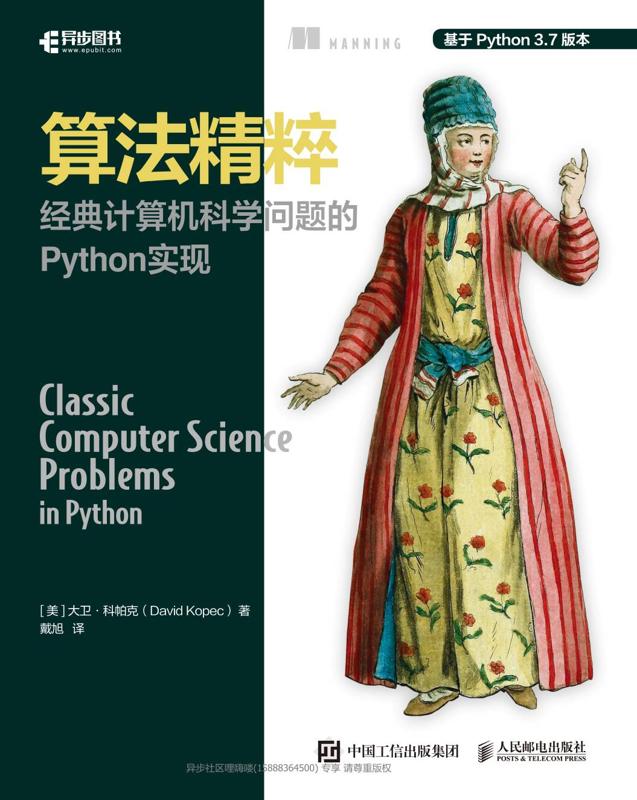 异步图书
www.epubit.com
MANNING
基于 Python 3.7 版本
算法精粹
经典计算机科学问题的
Python实现
Classic
Computer Science
Problems
in Python
[ 美 ] 大卫 · 科帕克（David Kopec）著
戴旭 译
中国工信出版集团
人民邮电出版社
POSTS & TELECOM PRESS
异步社区哩嗨喽(15888364500) 专享 请尊重版权